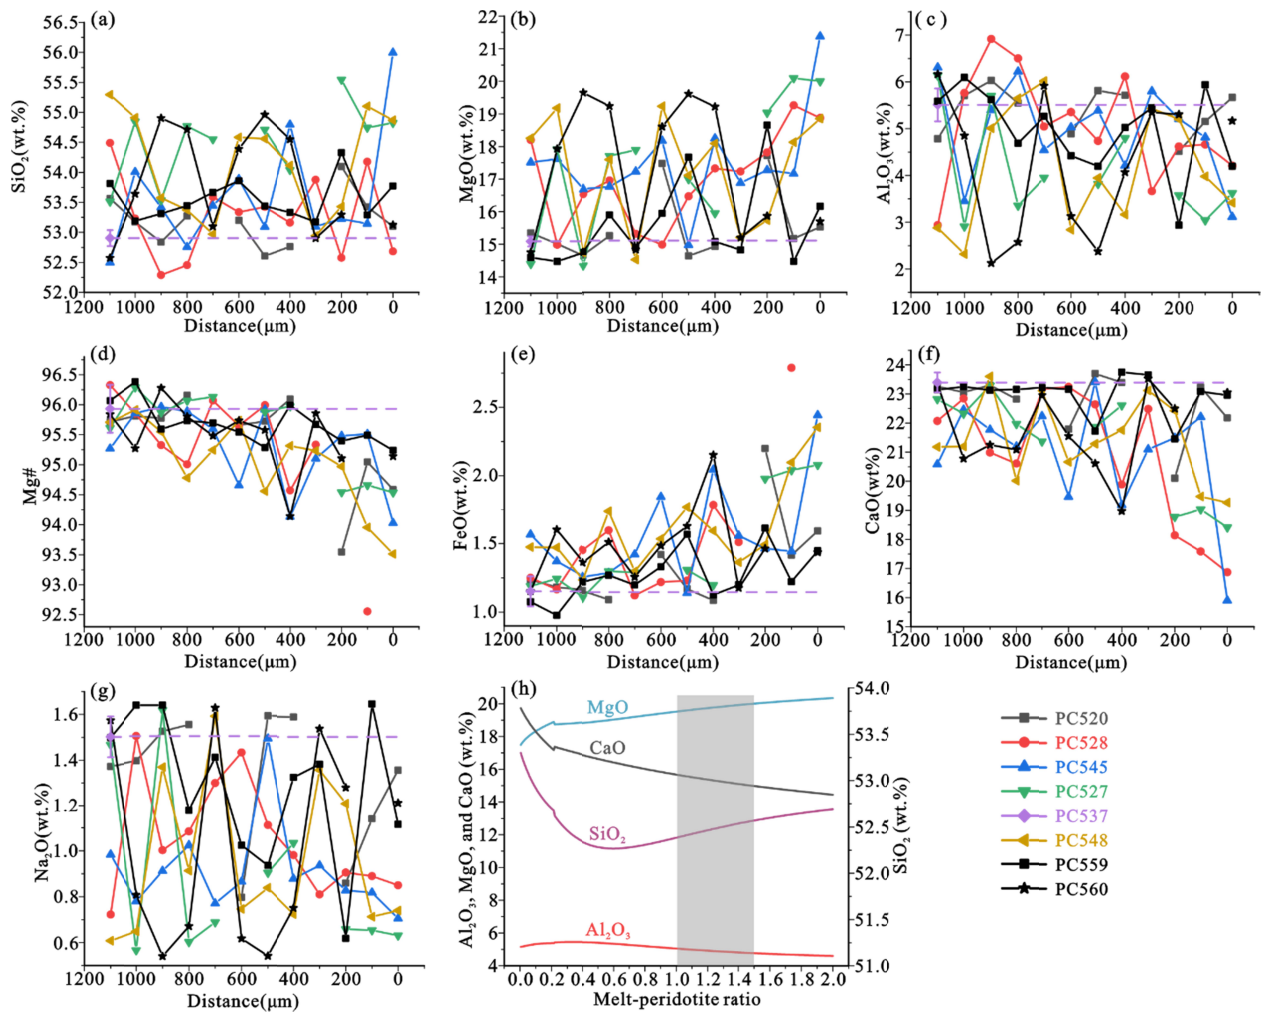 (a)
56.5
56.0
55.5
55.0
54.5
54.0
53.5
53.0
52.5
52.0
SiO₂(wt.%)
1200 1000 800 600 400 200 0
Distance(μm)
(b)
22
21
20
19
18
17
16
15
14
MgO(wt.%)
1200 1000 800 600 400 200 0
Distance(μm)
( c )
7
6
5
4
3
2
Al₂O₃(wt.%)
1200 1000 800 600 400 200 0
Distance(μm)
(d)
96.5
96.0
95.5
95.0
94.5
94.0
93.5
93.0
92.5
Mg#
1200 1000 800 600 400 200 0
Distance(μm)
(e)
2.5
2.0
1.5
1.0
FeO(wt.%)
1200 1000 800 600 400 200 0
Distance(μm)
(f)
24
23
22
21
20
19
18
17
16
15
CaO(wt%)
1200 1000 800 600 400 200 0
Distance(μm)
(g)
1.6
1.4
1.2
1.0
0.8
0.6
Na₂O(wt.%)
1200 1000 800 600 400 200 0
Distance(μm)
(h)
20
18
16
14
12
10
8
6
4
Al₂O₃, MgO, and CaO (wt.%)
MgO
CaO
SiO₂
Al₂O₃
54.0
53.5
53.0
52.5
52.0
51.5
51.0
SiO₂ (wt.%)
0.0 0.2 0.4 0.6 0.8 1.0 1.2 1.4 1.6 1.8 2.0
Melt-peridotite ratio
PC520
PC528
PC545
PC527
PC537
PC548
PC559
PC560